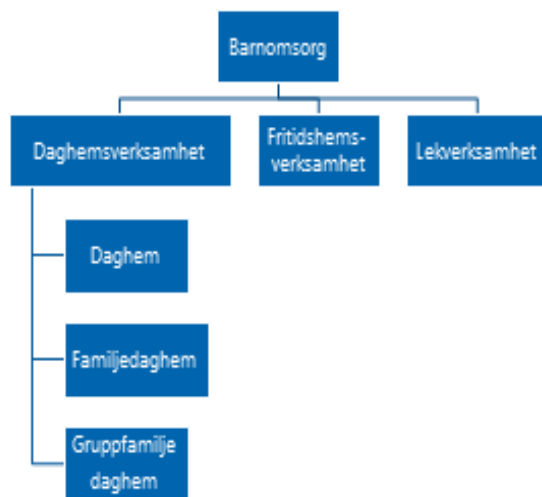 Barnomsorg
Daghemsverksamhet
Fritidshems-
verksamhet
Lekverksamhet
Daghem
Familjedaghem
Gruppfamilje
daghem